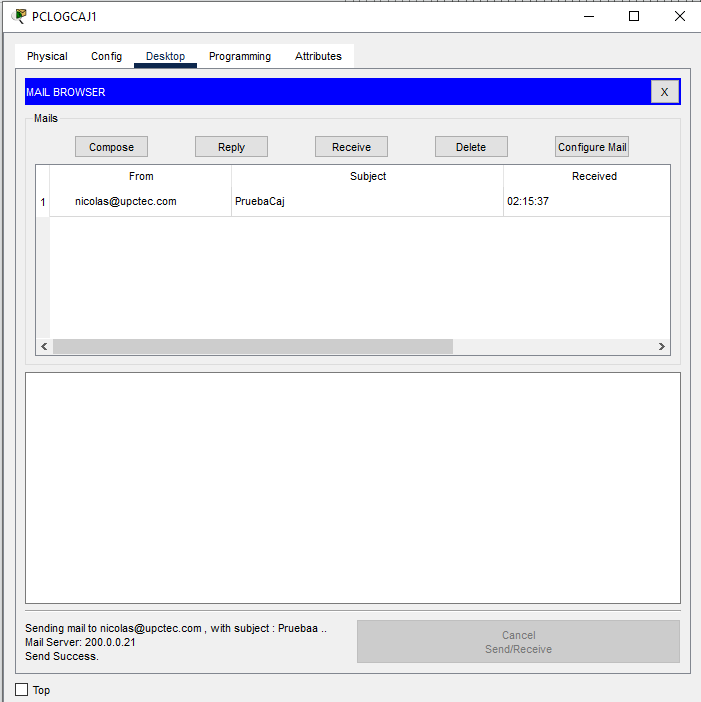 PCLOGCAJ1
Physical Config Desktop Programming Attributes
MAIL BROWSER X
Mails
Compose Reply Receive Delete Configure Mail
From Subject Received
1 nicolas@upctec.com PruebaCaj 02:15:37
Sending mail to nicolas@upctec.com , with subject : Pruebaa ..
Mail Server: 200.0.0.21
Send Success.
Cancel
Send/Receive
Top